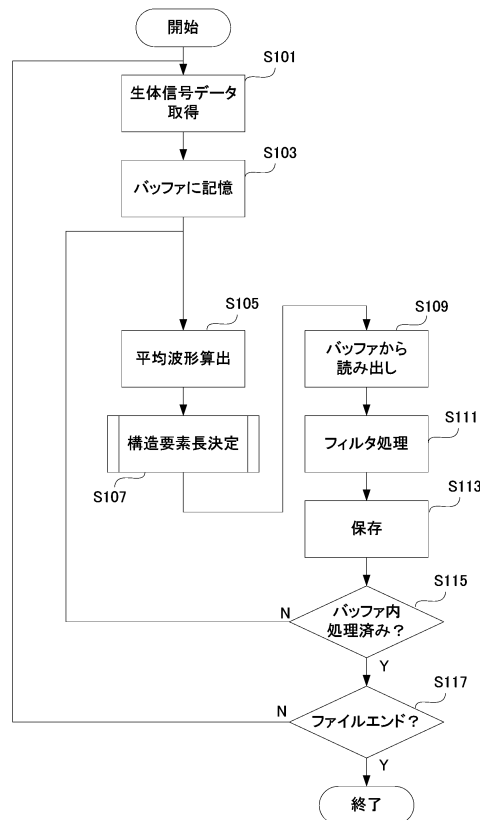 開始
S101
生体信号データ
取得
S103
バッファに記憶
S105
平均波形算出
構造要素長決定
S107
S109
バッファから
読み出し
S111
フィルタ処理
S113
保存
S115
バッファ内
処理済み？
N
Y
S117
ファイルエンド？
N
Y
終了